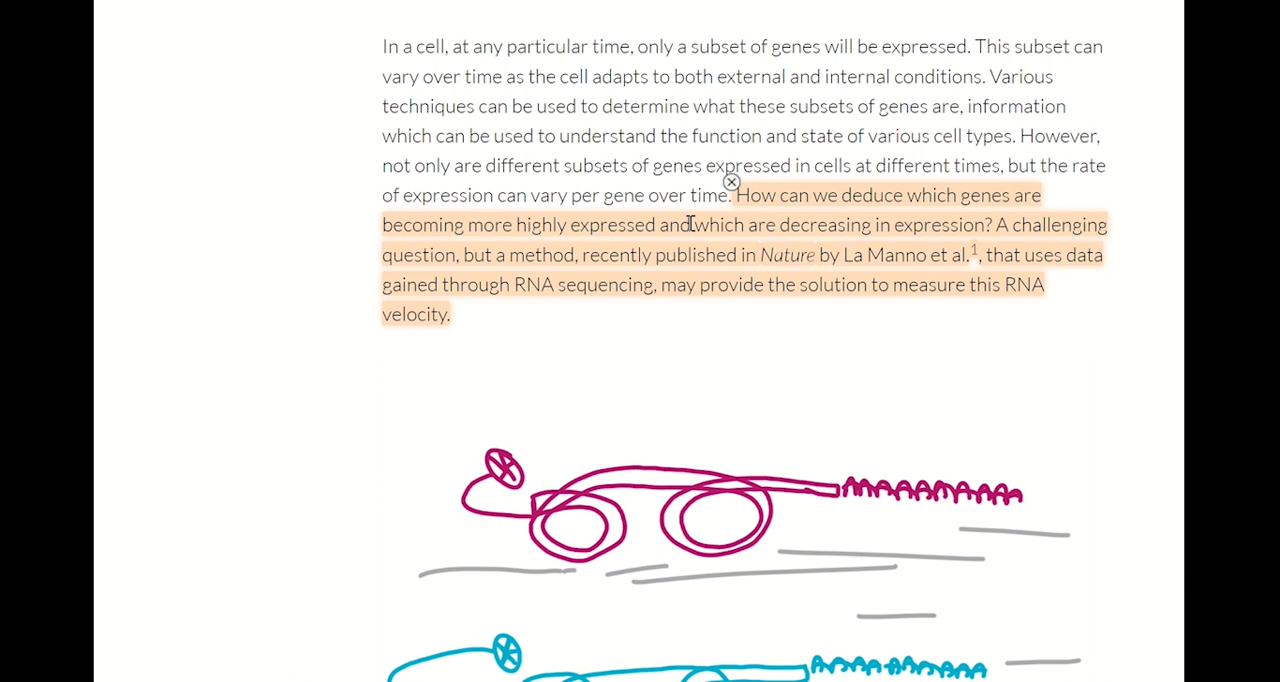 In a cell, at any particular time, only a subset of genes will be expressed. This subset can
vary over time as the cell adapts to both external and internal conditions. Various
techniques can be used to determine what these subsets of genes are, information
which can be used to understand the function and state of various cell types. However,
not only are different subsets of genes expressed in cells at different times, but the rate
of expression can vary per gene over time. How can we deduce which genes are
becoming more highly expressed and which are decreasing in expression? A challenging
question, but a method, recently published in Nature by La Manno et al.¹, that uses data
gained through RNA sequencing, may provide the solution to measure this RNA
velocity.
AAAAAAAAAA
AAAAAAAAA